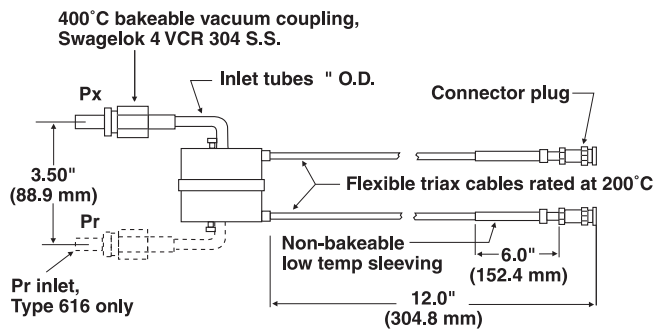 400°C bakeable vacuum coupling,
Swagelok 4 VCR 304 S.S.
Px
Inlet tubes " O.D.
Connector plug
3.50"
(88.9 mm)
Flexible triax cables rated at 200°C
Pr
Non-bakeable
low temp sleeving
6.0"
(152.4 mm)
Pr inlet,
Type 616 only
12.0"
(304.8 mm)